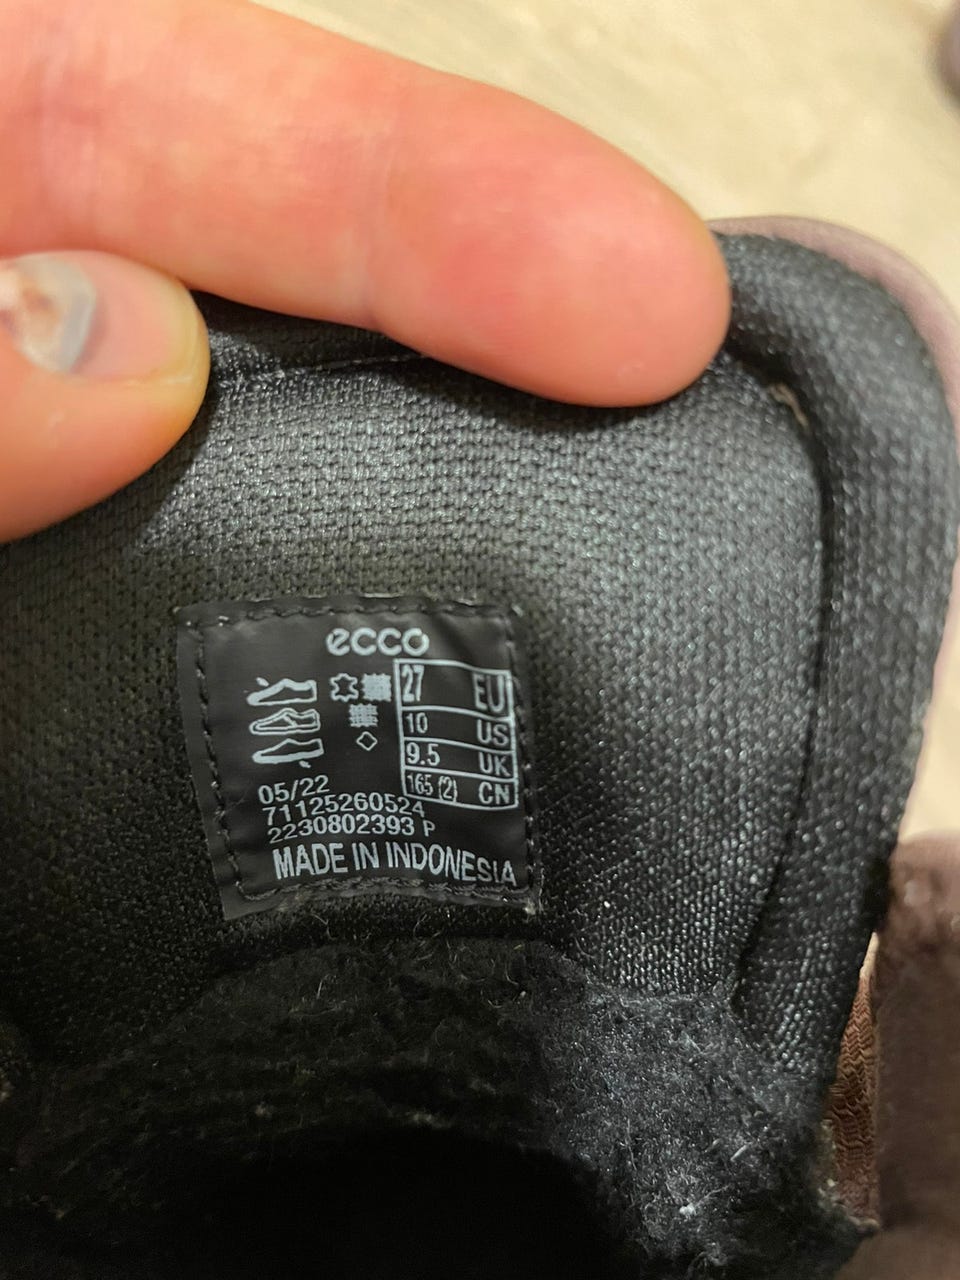 ecco
27 EU
10 US
9.5 UK
165 (2) CN
05/22
71125260524
2230802393 P
MADE IN INDONESIA